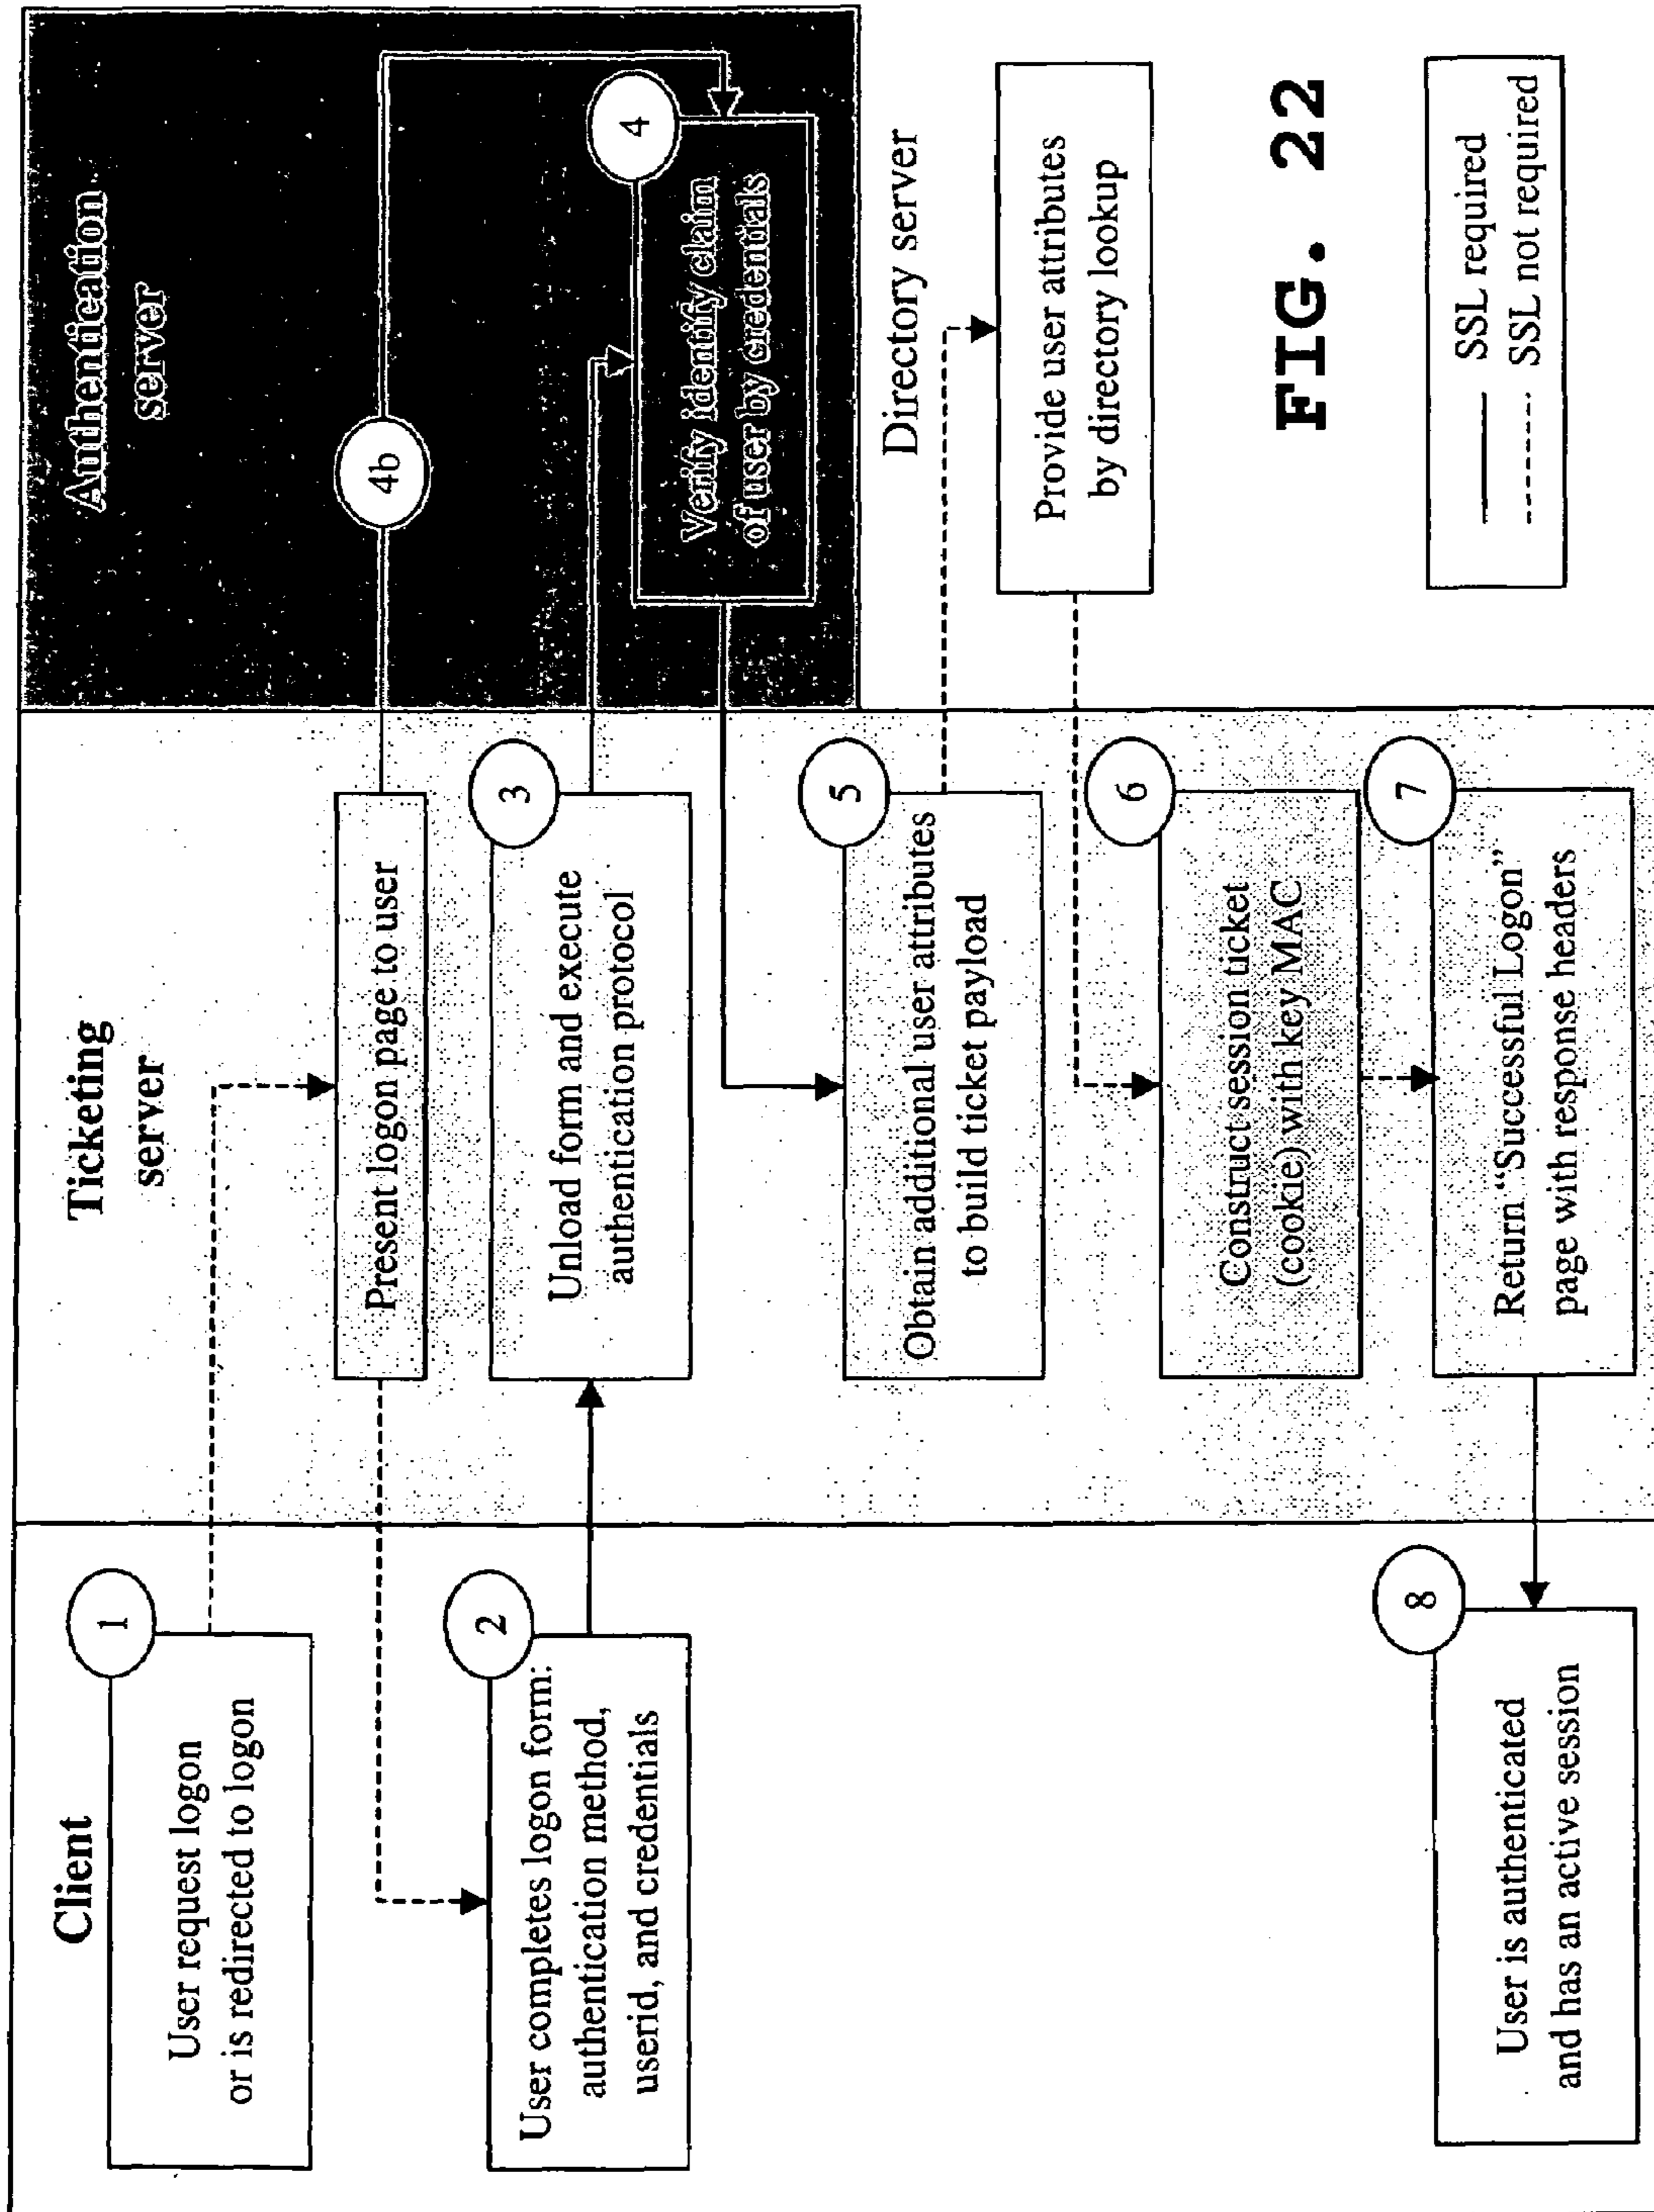 Client
1
User request logon
or is redirected to logon
2
User completes logon form:
authentication method,
userid, and credentials
8
User is authenticated
and has an active session
Ticketing
server
Present logon page to user
3
Unload form and execute
authentication protocol
5
Obtain additional user attributes
to build ticket payload
6
Construct session ticket
(cookie) with key MAC
7
Return "Successful Logon"
page with response headers
Authentication
server
4b
4
Verify identify claim
of user by credentials
Directory server
Provide user attributes
by directory lookup
FIG. 22
SSL required
SSL not required